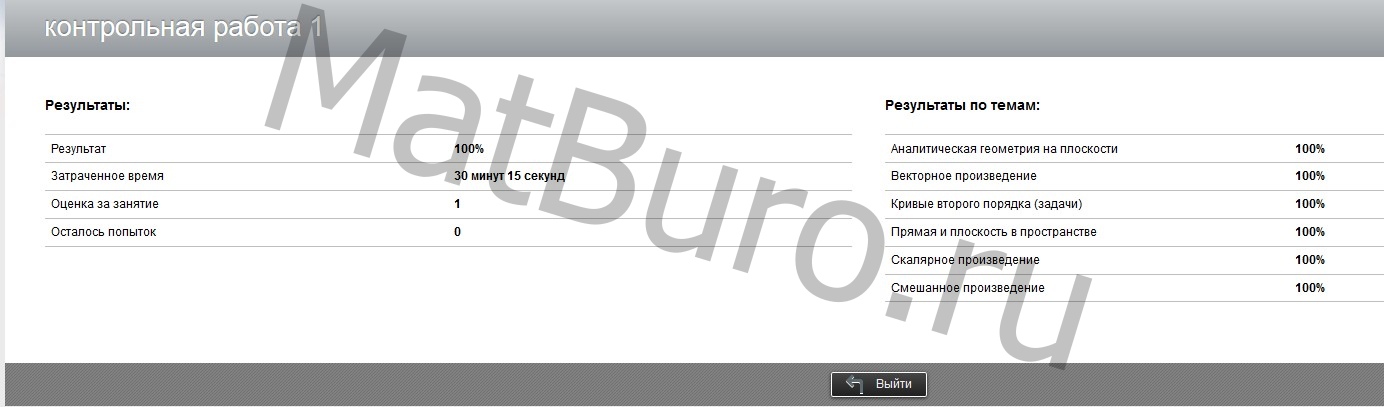 контрольная работа 1
Результаты:
Результат 100%
Затраченное время 30 минут 15 секунд
Оценка за занятие 1
Осталось попыток 0
Результаты по темам:
Аналитическая геометрия на плоскости 100%
Векторное произведение 100%
Кривые второго порядка (задачи) 100%
Прямая и плоскость в пространстве 100%
Скалярное произведение 100%
Смешанное произведение 100%
MatBuro.ru
Выйти